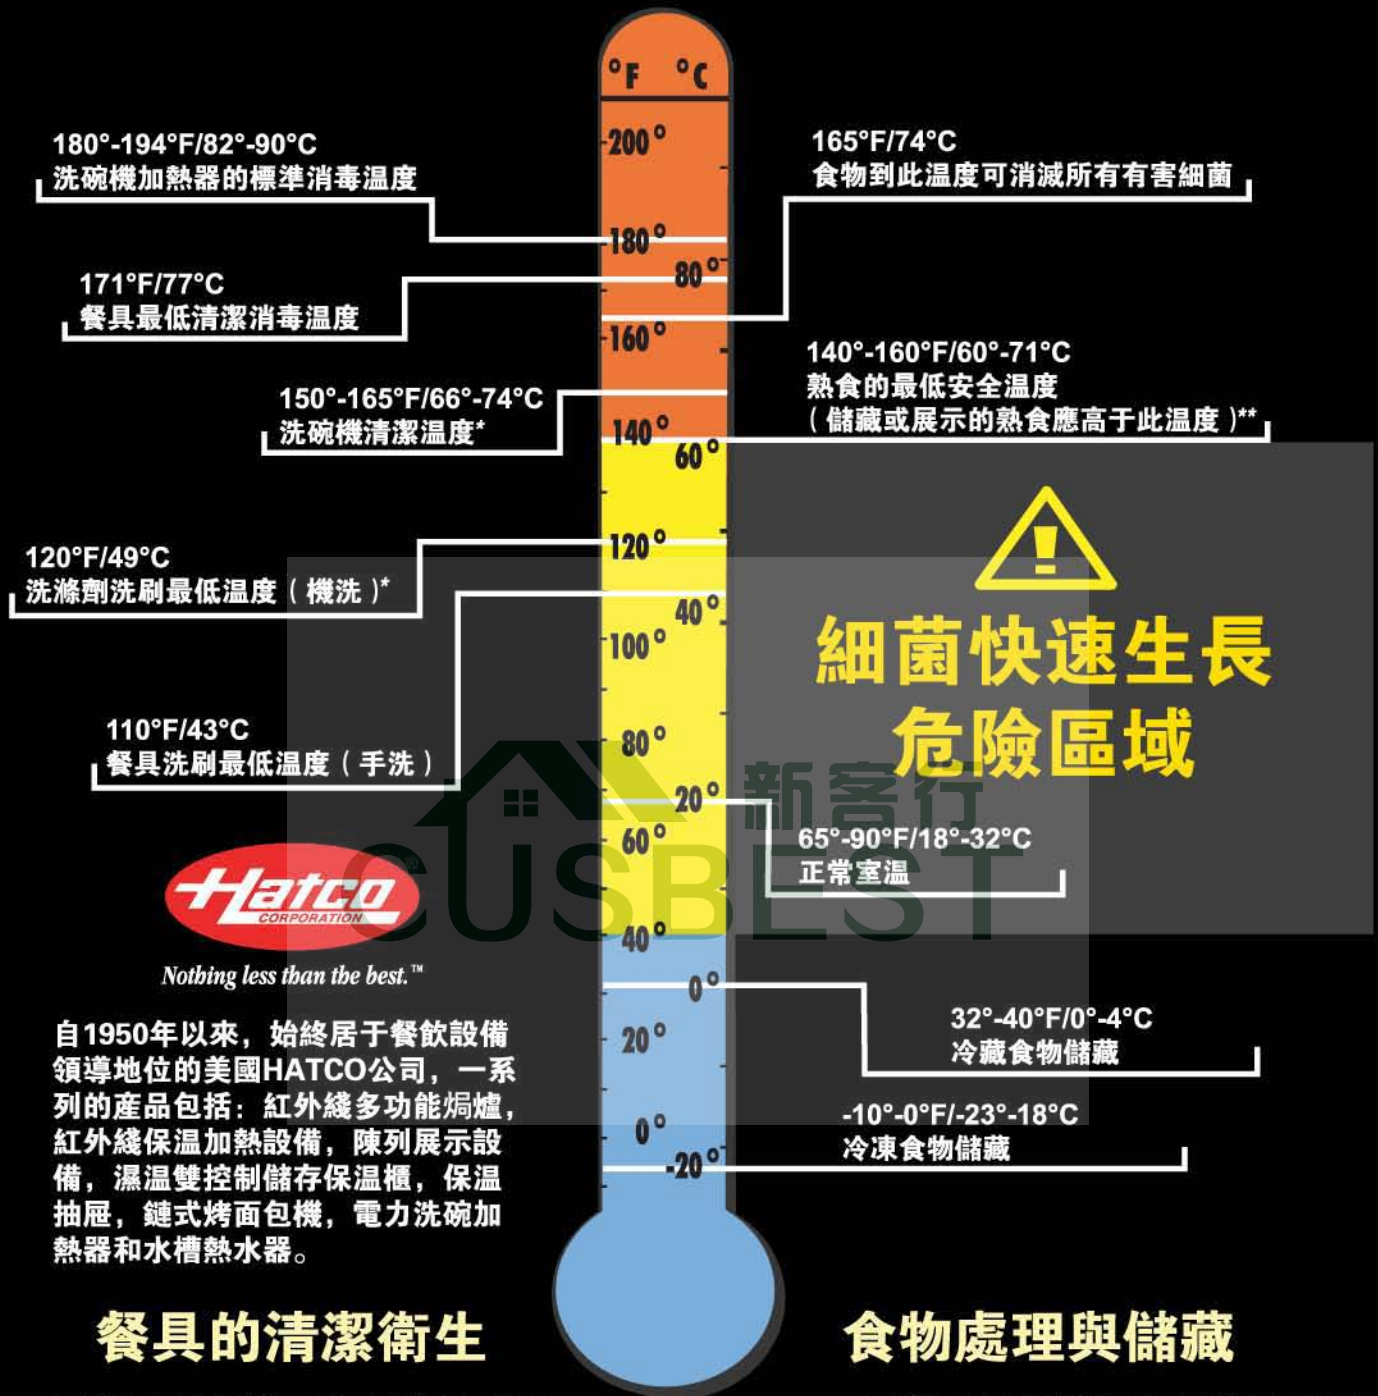 °F °C
200°
180°
80°
160°
140°
60°
120°
40°
100°
80°
20°
60°
40°
0°
20°
0°
-20°
180°-194°F/82°-90°C
洗碗機加熱器的標準消毒温度
171°F/77°C
餐具最低清潔消毒温度
150°-165°F/66°-74°C
洗碗機清潔温度*
120°F/49°C
洗滌劑洗刷最低温度（機洗）*
110°F/43°C
餐具洗刷最低温度（手洗）
165°F/74°C
食物到此温度可消滅所有有害細菌
140°-160°F/60°-71°C
熟食的最低安全温度
（儲藏或展示的熟食應高于此温度）**
細菌快速生長
危險區域
65°-90°F/18°-32°C
正常室温
32°-40°F/0°-4°C
冷藏食物儲藏
-10°-0°F/-23°-18°C
冷凍食物儲藏
新客行
CUSBEST
Hatco®
CORPORATION
Nothing less than the best.™
自1950年以來，始終居于餐飲設備
領導地位的美國HATCO公司，一系
列的產品包括：紅外綫多功能焗爐，
紅外綫保温加熱設備，陳列展示設
備，濕温雙控制儲存保温櫃，保温
抽屜，鏈式烤面包機，電力洗碗加
熱器和水槽熱水器。
餐具的清潔衛生
食物處理與儲藏